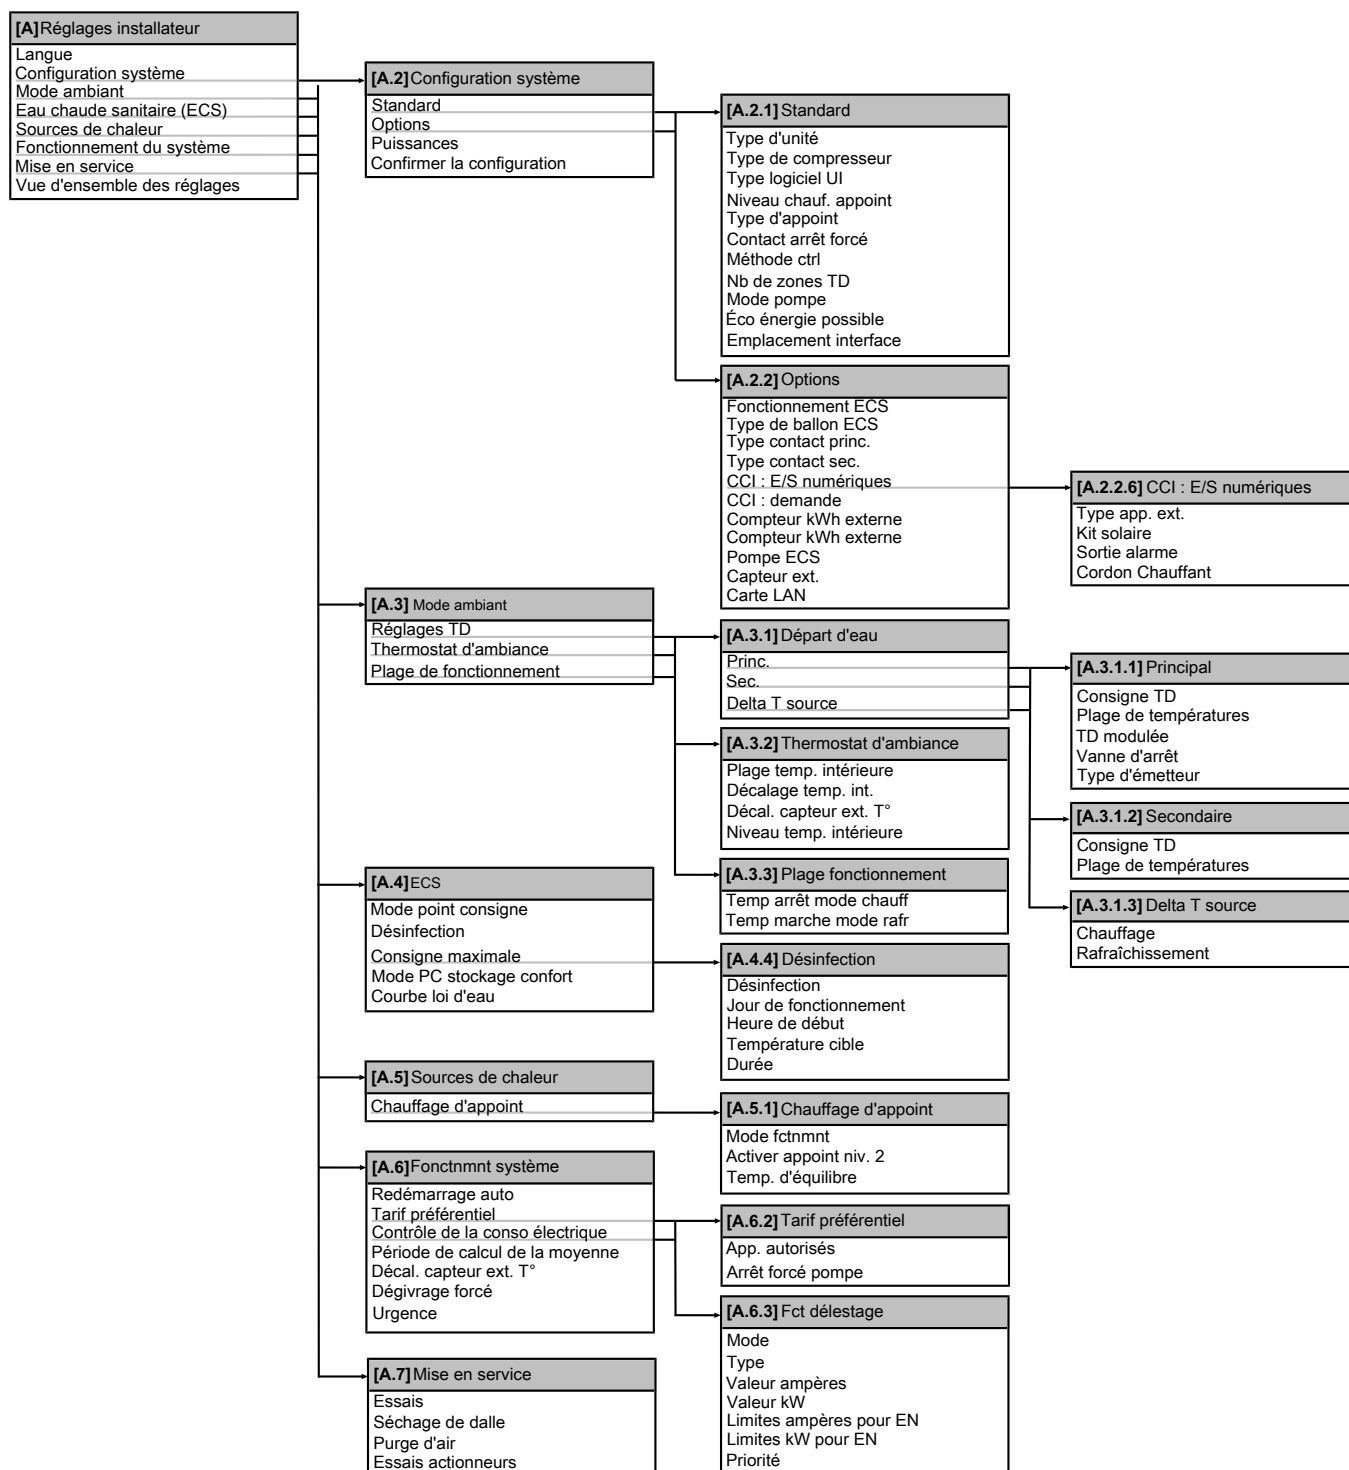 [A] Réglages installateur
Langue
Configuration système
Mode ambiant
Eau chaude sanitaire (ECS)
Sources de chaleur
Fonctionnement du système
Mise en service
Vue d'ensemble des réglages
[A.2] Configuration système
Standard
Options
Puissances
Confirmer la configuration
[A.2.1] Standard
Type d'unité
Type de compresseur
Type logiciel UI
Niveau chauf. appoint
Type d'appoint
Contact arrêt forcé
Méthode ctrl
Nb de zones TD
Mode pompe
Éco énergie possible
Emplacement interface
[A.2.2] Options
Fonctionnement ECS
Type de ballon ECS
Type contact princ.
Type contact sec.
CCI : E/S numériques
CCI : demande
Compteur kWh externe
Compteur kWh externe
Pompe ECS
Capteur ext.
Carte LAN
[A.2.2.6] CCI : E/S numériques
Type app. ext.
Kit solaire
Sortie alarme
Cordon Chauffant
[A.3] Mode ambiant
Réglages TD
Thermostat d'ambiance
Plage de fonctionnement
[A.3.1] Départ d'eau
Princ.
Sec.
Delta T source
[A.3.1.1] Principal
Consigne TD
Plage de températures
TD modulée
Vanne d'arrêt
Type d'émetteur
[A.3.1.2] Secondaire
Consigne TD
Plage de températures
[A.3.1.3] Delta T source
Chauffage
Rafraîchissement
[A.3.2] Thermostat d'ambiance
Plage temp. intérieure
Décalage temp. int.
Décal. capteur ext. T°
Niveau temp. intérieure
[A.3.3] Plage fonctionnement
Temp arrêt mode chauff
Temp marche mode rafr
[A.4] ECS
Mode point consigne
Désinfection
Consigne maximale
Mode PC stockage confort
Courbe loi d'eau
[A.4.4] Désinfection
Désinfection
Jour de fonctionnement
Heure de début
Température cible
Durée
[A.5] Sources de chaleur
Chauffage d'appoint
[A.5.1] Chauffage d'appoint
Mode fctnmnt
Activer appoint niv. 2
Temp. d'équilibre
[A.6] Fonctnmnt système
Redémarrage auto
Tarif préférentiel
Contrôle de la conso électrique
Période de calcul de la moyenne
Décal. capteur ext. T°
Dégivrage forcé
Urgence
[A.6.2] Tarif préférentiel
App. autorisés
Arrêt forcé pompe
[A.6.3] Fct délestage
Mode
Type
Valeur ampères
Valeur kW
Limites ampères pour EN
Limites kW pour EN
Priorité
[A.7] Mise en service
Essais
Séchage de dalle
Purge d'air
Essais actionneurs